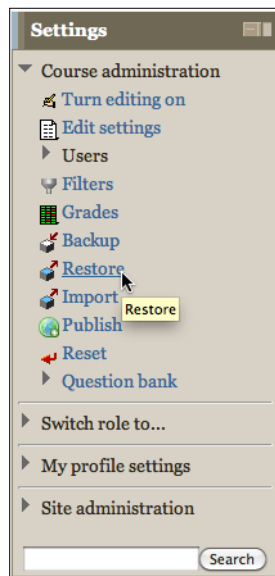 Settings
Course administration
Turn editing on
Edit settings
Users
Filters
Grades
Backup
Restore
Import
Restore
Publish
Reset
Question bank
Switch role to...
My profile settings
Site administration
Search